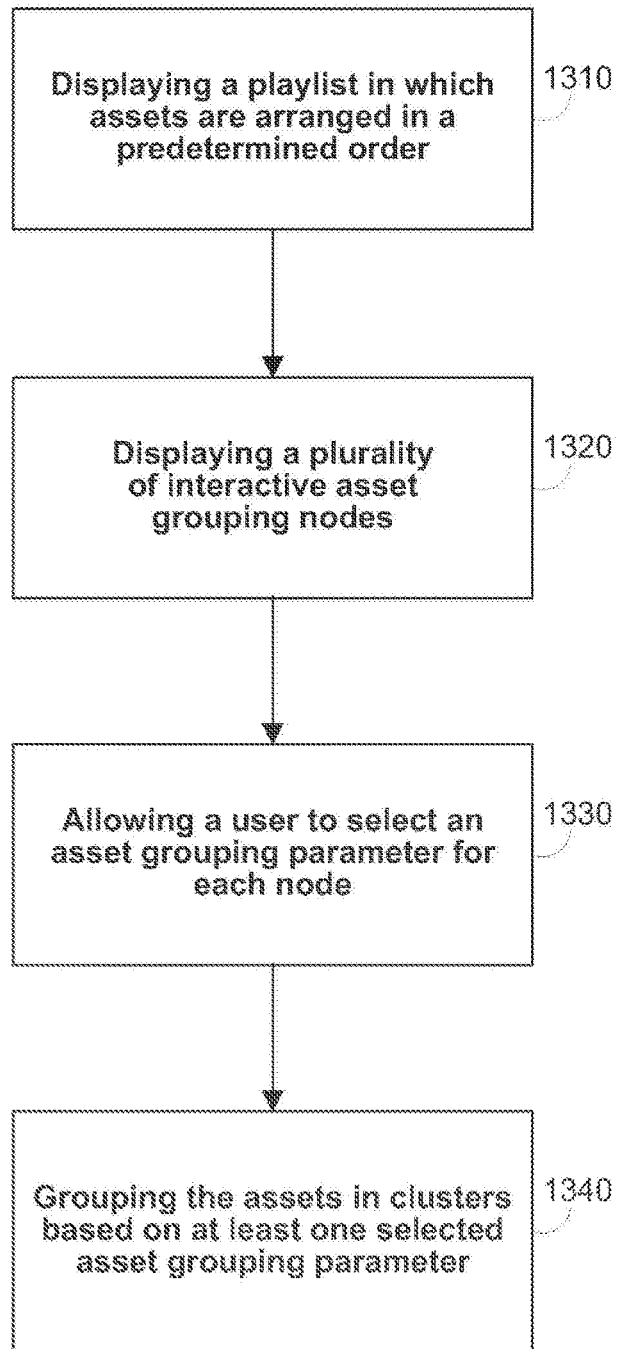 Displaying a playlist in which
assets are arranged in a
predetermined order
1310
Displaying a plurality
of interactive asset
grouping nodes
1320
Allowing a user to select an
asset grouping parameter for
each node
1330
Grouping the assets in clusters
based on at least one selected
asset grouping parameter
1340